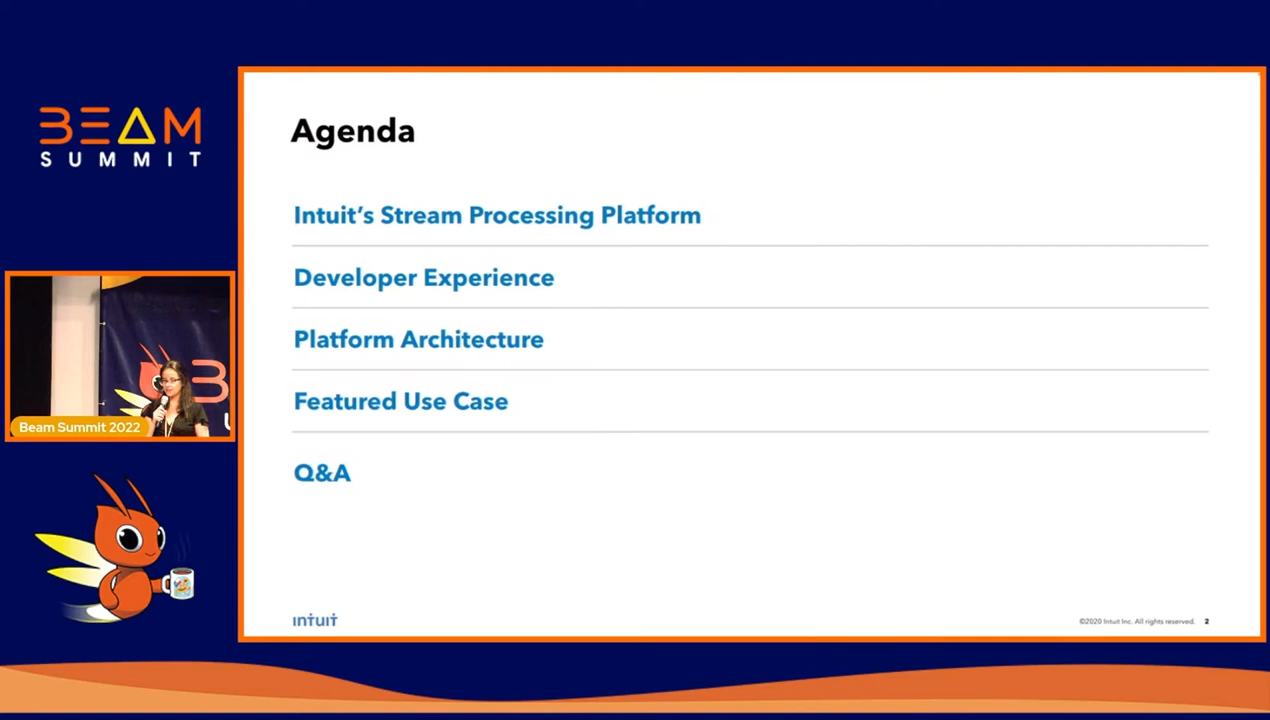 BEAM
SUMMIT
Beam Summit 2022
Agenda
Intuit's Stream Processing Platform
Developer Experience
Platform Architecture
Featured Use Case
Q&A
intuit
©2020 Intuit Inc. All rights reserved. 2